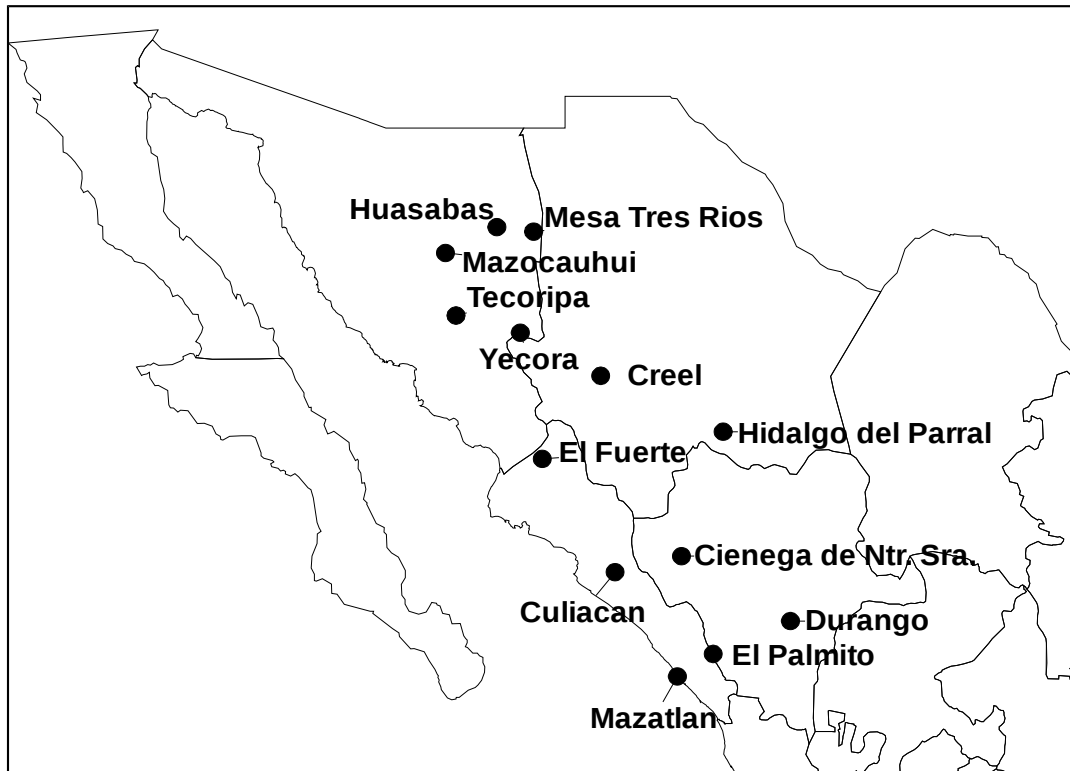 Huasabas
Mesa Tres Rios
Mazocauhui
Tecoripa
Yecora
Creel
Hidalgo del Parral
El Fuerte
Cienega de Ntr. Sra.
Culiacan
Durango
El Palmito
Mazatlan